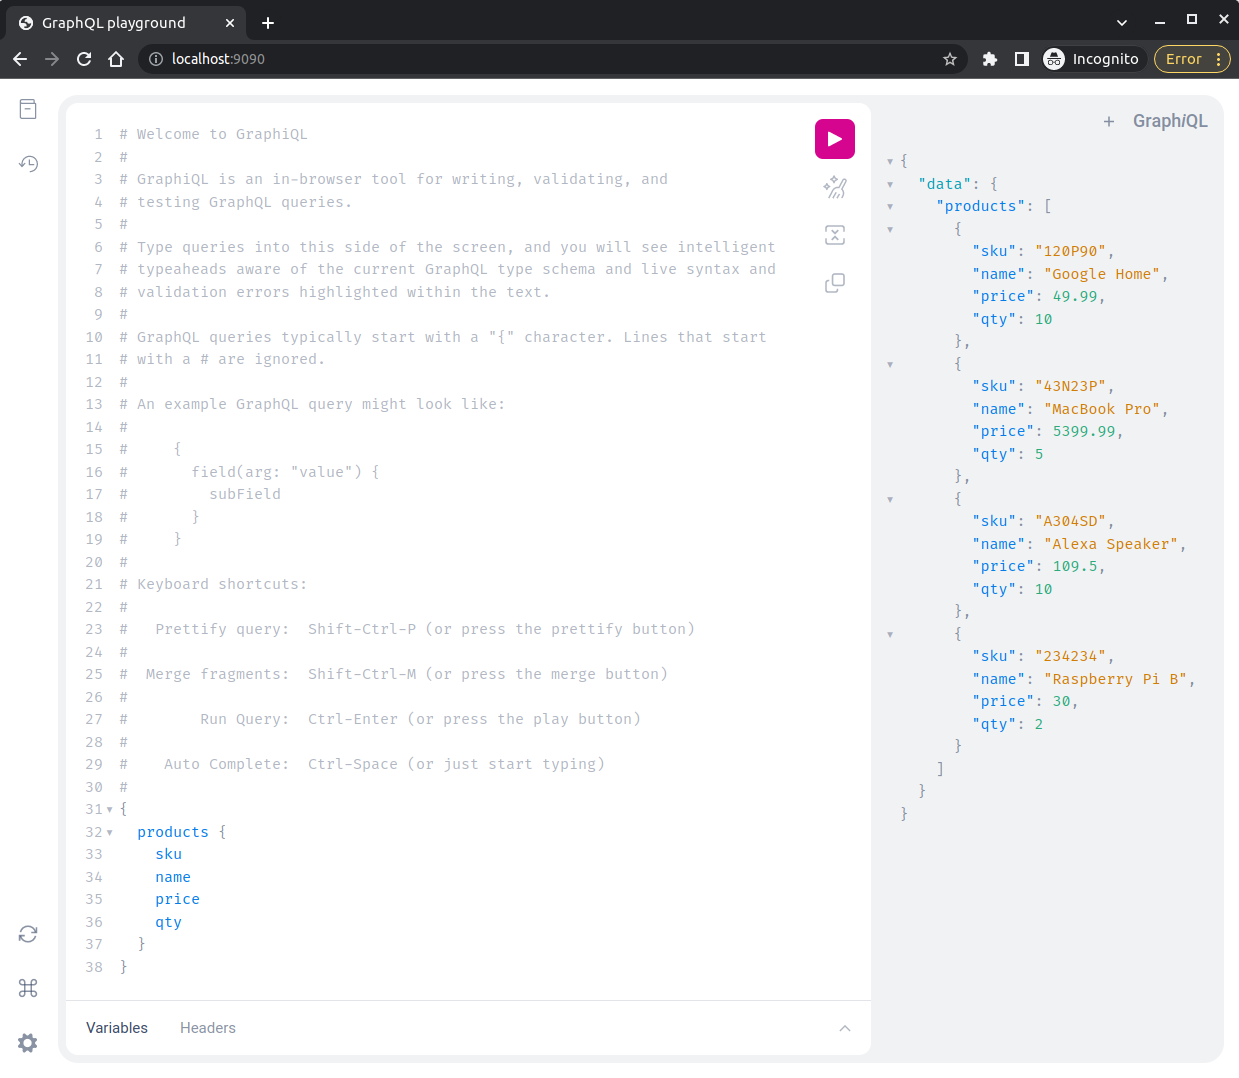 GraphQL playground
localhost:9090
Incognito
Error
1 # Welcome to GraphiQL
2 #
3 # GraphiQL is an in-browser tool for writing, validating, and
4 # testing GraphQL queries.
5 #
6 # Type queries into this side of the screen, and you will see intelligent
7 # typeaheads aware of the current GraphQL type schema and live syntax and
8 # validation errors highlighted within the text.
9 #
10 # GraphQL queries typically start with a "{" character. Lines that start
11 # with a # are ignored.
12 #
13 # An example GraphQL query might look like:
14 #
15 #     {
16 #       field(arg: "value") {
17 #         subField
18 #       }
19 #     }
20 #
21 # Keyboard shortcuts:
22 #
23 #   Prettify query:  Shift-Ctrl-P (or press the prettify button)
24 #
25 #  Merge fragments:  Shift-Ctrl-M (or press the merge button)
26 #
27 #        Run Query:  Ctrl-Enter (or press the play button)
28 #
29 #    Auto Complete:  Ctrl-Space (or just start typing)
30 #
31 {
32   products {
33     sku
34     name
35     price
36     qty
37   }
38 }
Variables Headers
+ GraphiQL
{
  "data": {
    "products": [
      {
        "sku": "120P90",
        "name": "Google Home",
        "price": 49.99,
        "qty": 10
      },
      {
        "sku": "43N23P",
        "name": "MacBook Pro",
        "price": 5399.99,
        "qty": 5
      },
      {
        "sku": "A304SD",
        "name": "Alexa Speaker",
        "price": 109.5,
        "qty": 10
      },
      {
        "sku": "234234",
        "name": "Raspberry Pi B",
        "price": 30,
        "qty": 2
      }
    ]
  }
}